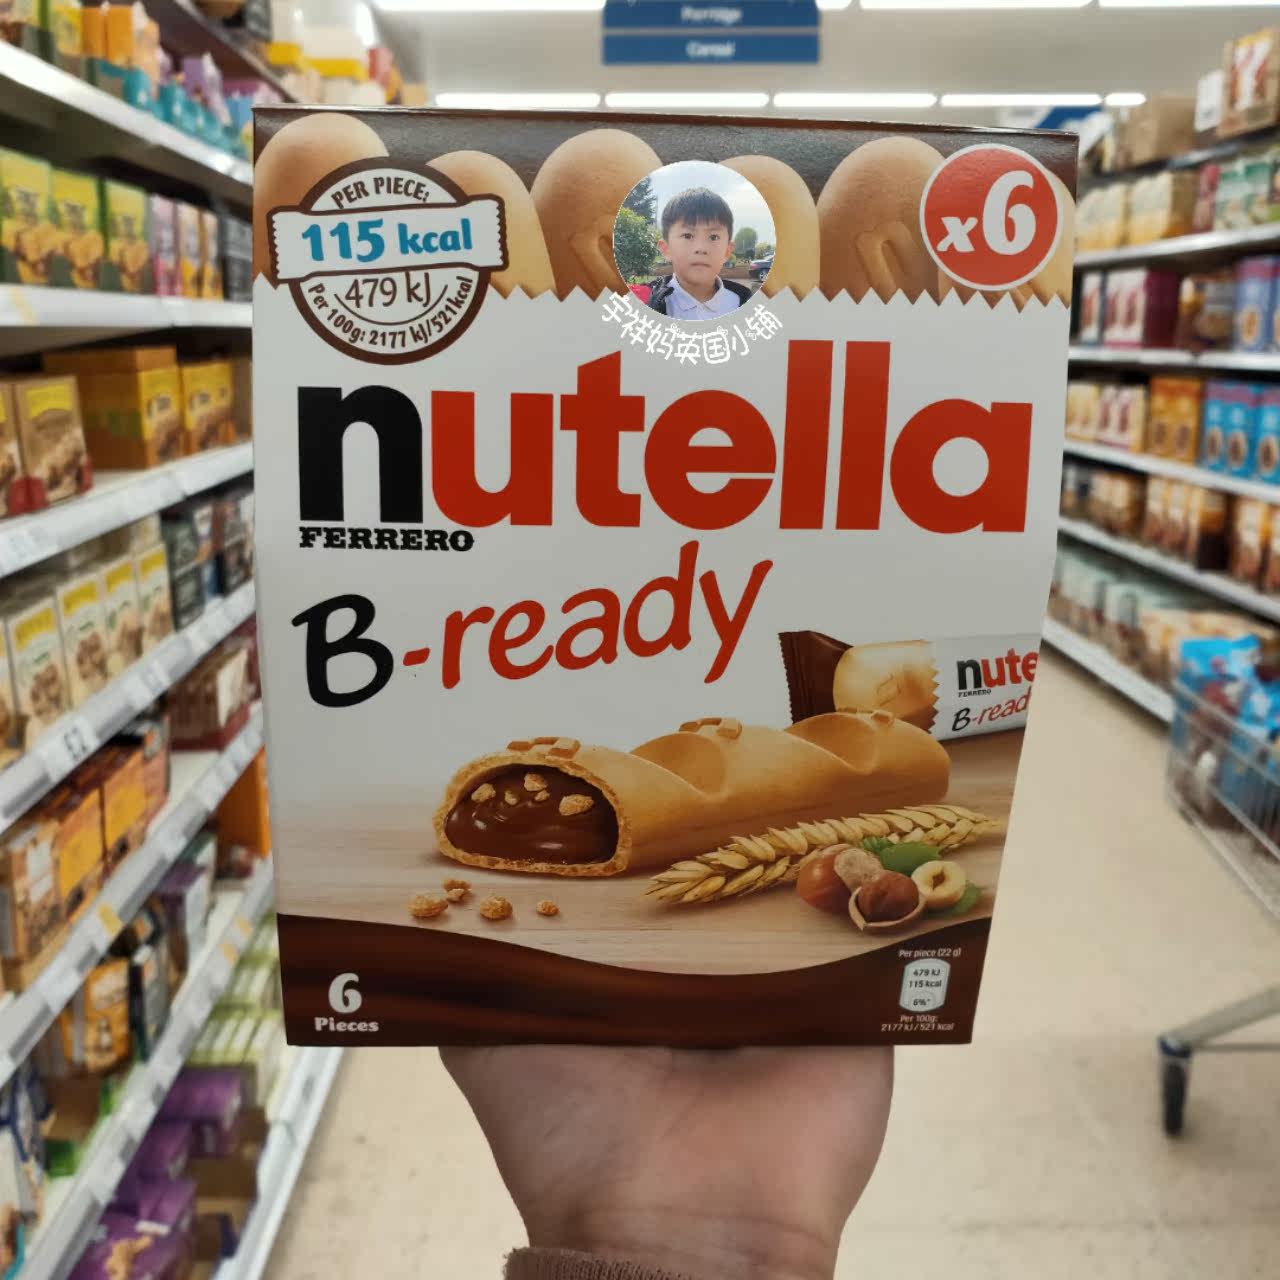 Porridge
Cereal
PER PIECE:
115 kcal
479 kJ
Per 100g: 2177 kJ/521kcal
x6
宇祥妈英国小铺
nutella
FERRERO
B-ready
nute
FERRERO
B-read
6
Pieces
Per piece (22 g)
479 kJ
115 kcal
6%*
Per 100g:
2177 kJ / 521 kcal
£2